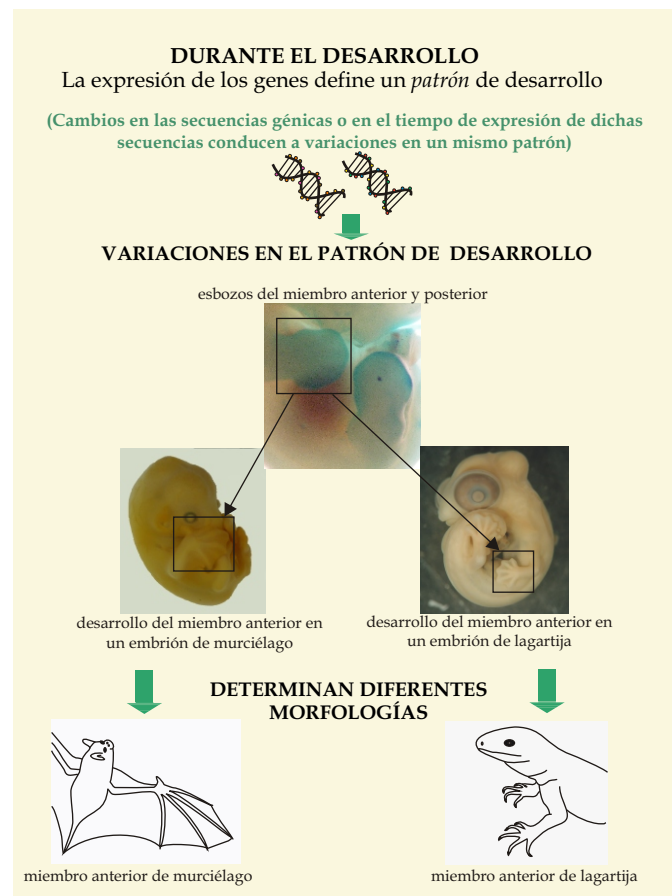 DURANTE EL DESARROLLO
La expresión de los genes define un patrón de desarrollo
(Cambios en las secuencias génicas o en el tiempo de expresión de dichas
secuencias conducen a variaciones en un mismo patrón)
VARIACIONES EN EL PATRÓN DE DESARROLLO
esbozos del miembro anterior y posterior
desarrollo del miembro anterior en
un embrión de murciélago
desarrollo del miembro anterior en
un embrión de lagartija
DETERMINAN DIFERENTES
MORFOLOGÍAS
miembro anterior de murciélago
miembro anterior de lagartija